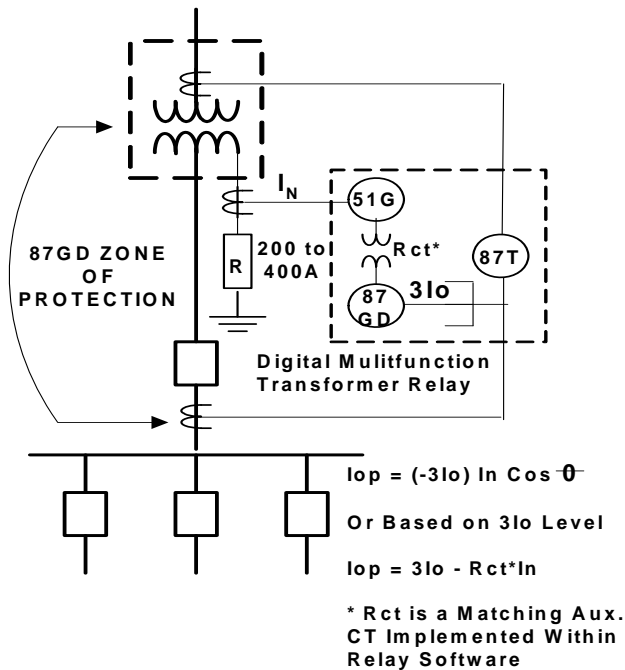 I N
51G
Rct*
200 to
400A
R
87T
87GD ZONE
OF
PROTECTION
87
GD
3Io
Digital Mulitfunction
Transformer Relay
Iop = (-3Io) In Cos θ
Or Based on 3Io Level
Iop = 3Io - Rct*In
* Rct is a Matching Aux.
CT Implemented Within
Relay Software